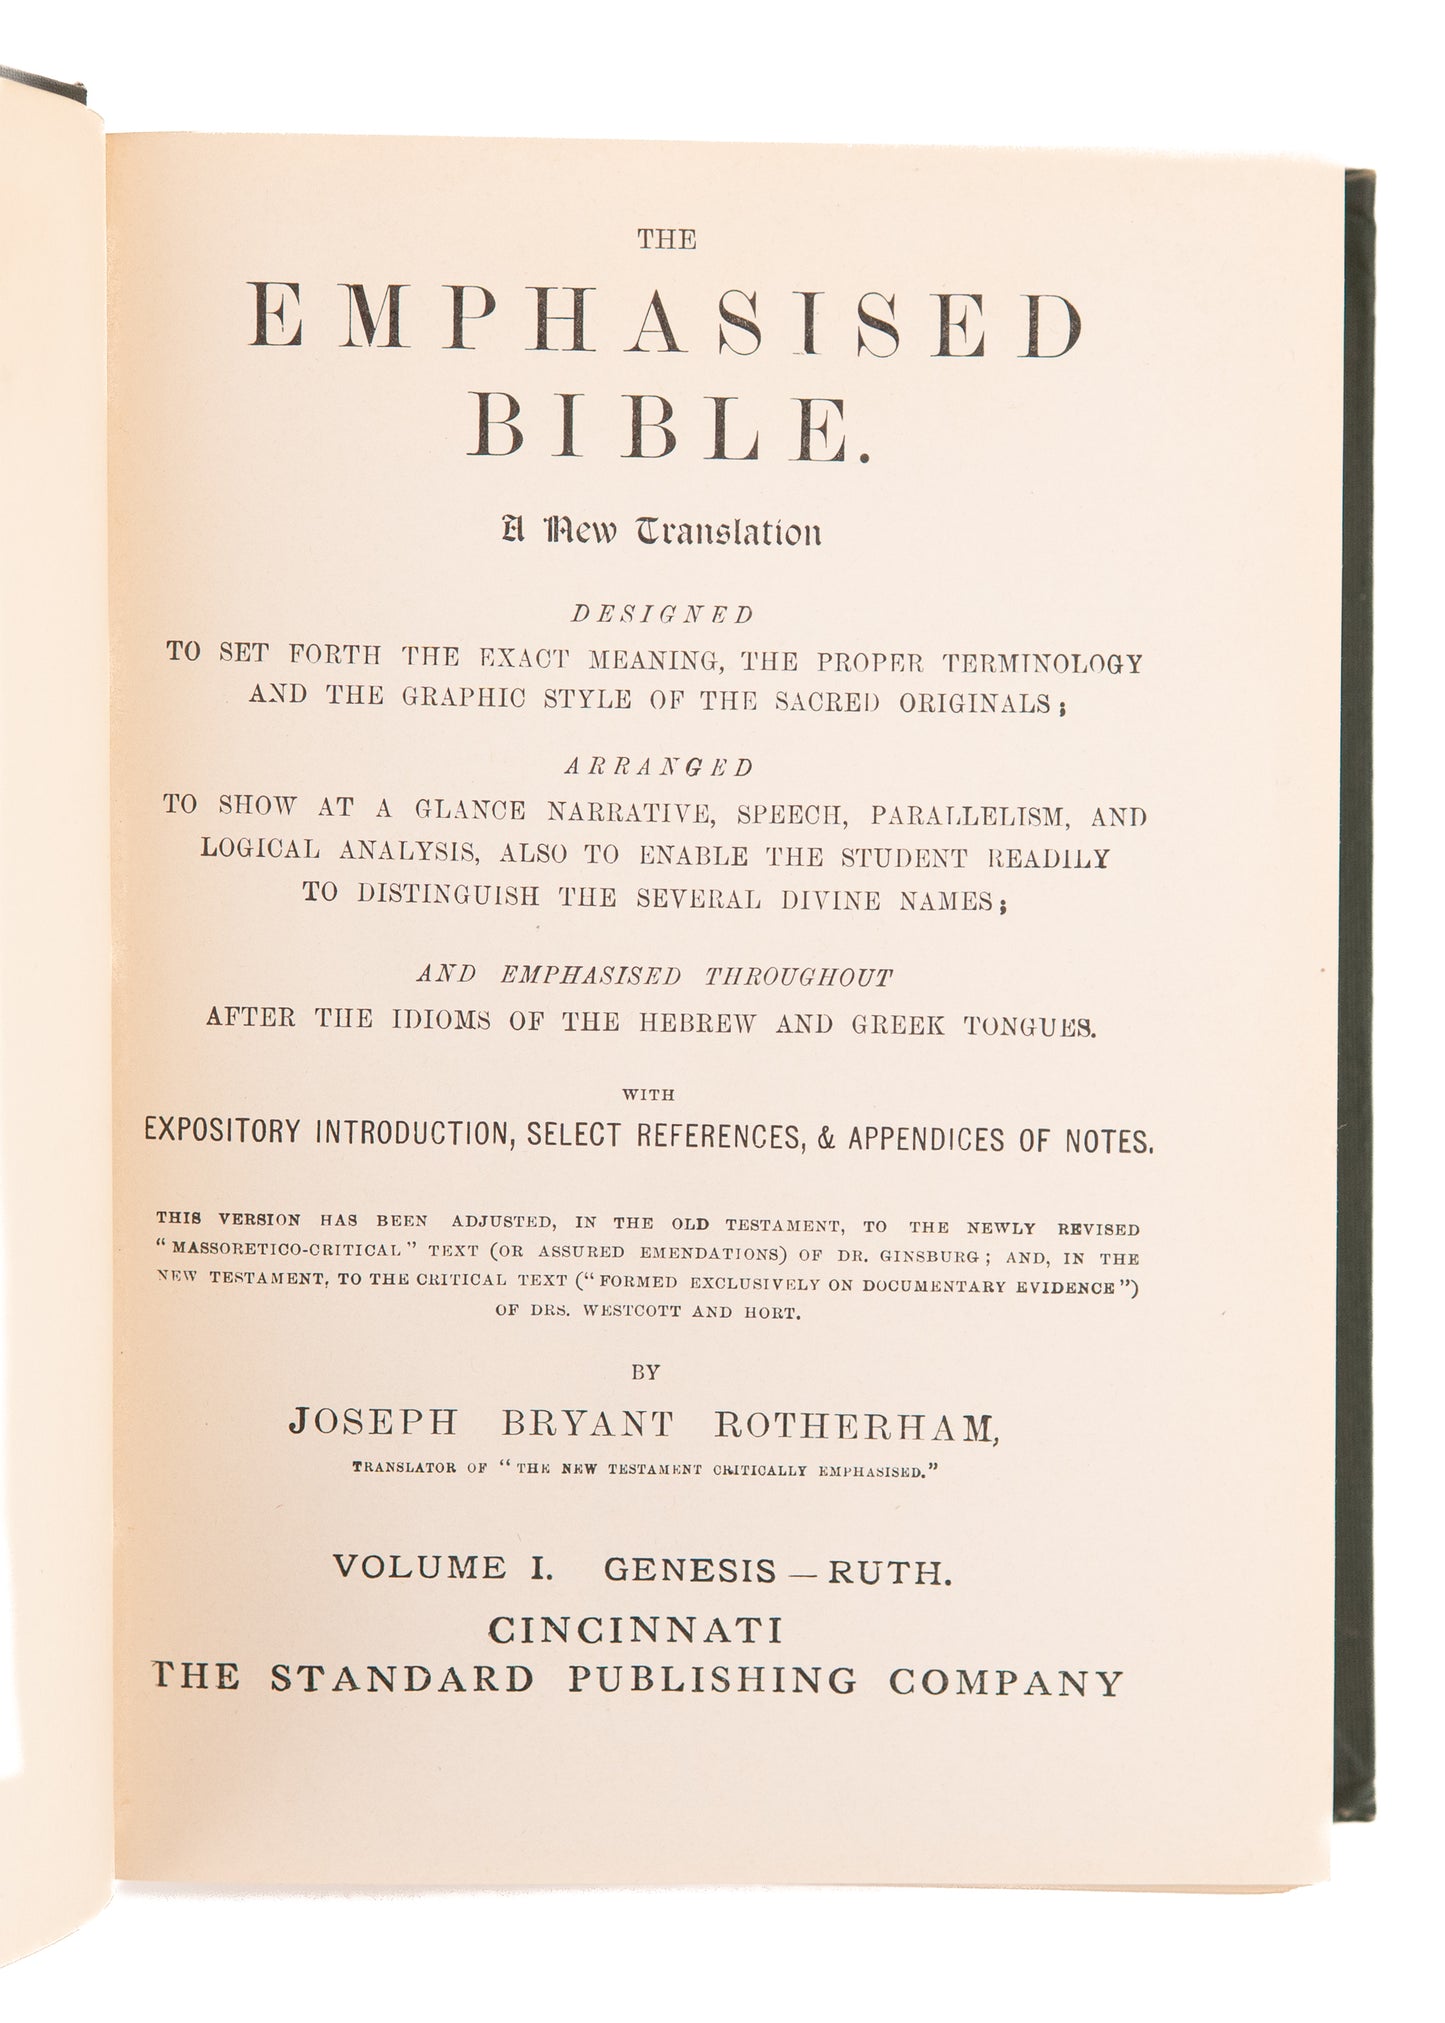 THE
EMPHASISED
BIBLE.
A New Translation
DESIGNED
TO SET FORTH THE EXACT MEANING, THE PROPER TERMINOLOGY
AND THE GRAPHIC STYLE OF THE SACRED ORIGINALS;
ARRANGED
TO SHOW AT A GLANCE NARRATIVE, SPEECH, PARALLELISM, AND
LOGICAL ANALYSIS, ALSO TO ENABLE THE STUDENT READILY
TO DISTINGUISH THE SEVERAL DIVINE NAMES;
AND EMPHASISED THROUGHOUT
AFTER THE IDIOMS OF THE HEBREW AND GREEK TONGUES.
WITH
EXPOSITORY INTRODUCTION, SELECT REFERENCES, & APPENDICES OF NOTES.
THIS VERSION HAS BEEN ADJUSTED, IN THE OLD TESTAMENT, TO THE NEWLY REVISED
“MASSORETICO-CRITICAL” TEXT (OR ASSURED EMENDATIONS) OF DR. GINSBURG; AND, IN THE
NEW TESTAMENT, TO THE CRITICAL TEXT (“FORMED EXCLUSIVELY ON DOCUMENTARY EVIDENCE”)
OF DRS. WESTCOTT AND HORT.
BY
JOSEPH BRYANT ROTHERHAM,
TRANSLATOR OF “THE NEW TESTAMENT CRITICALLY EMPHASISED.”
VOLUME I. GENESIS—RUTH.
CINCINNATI
THE STANDARD PUBLISHING COMPANY